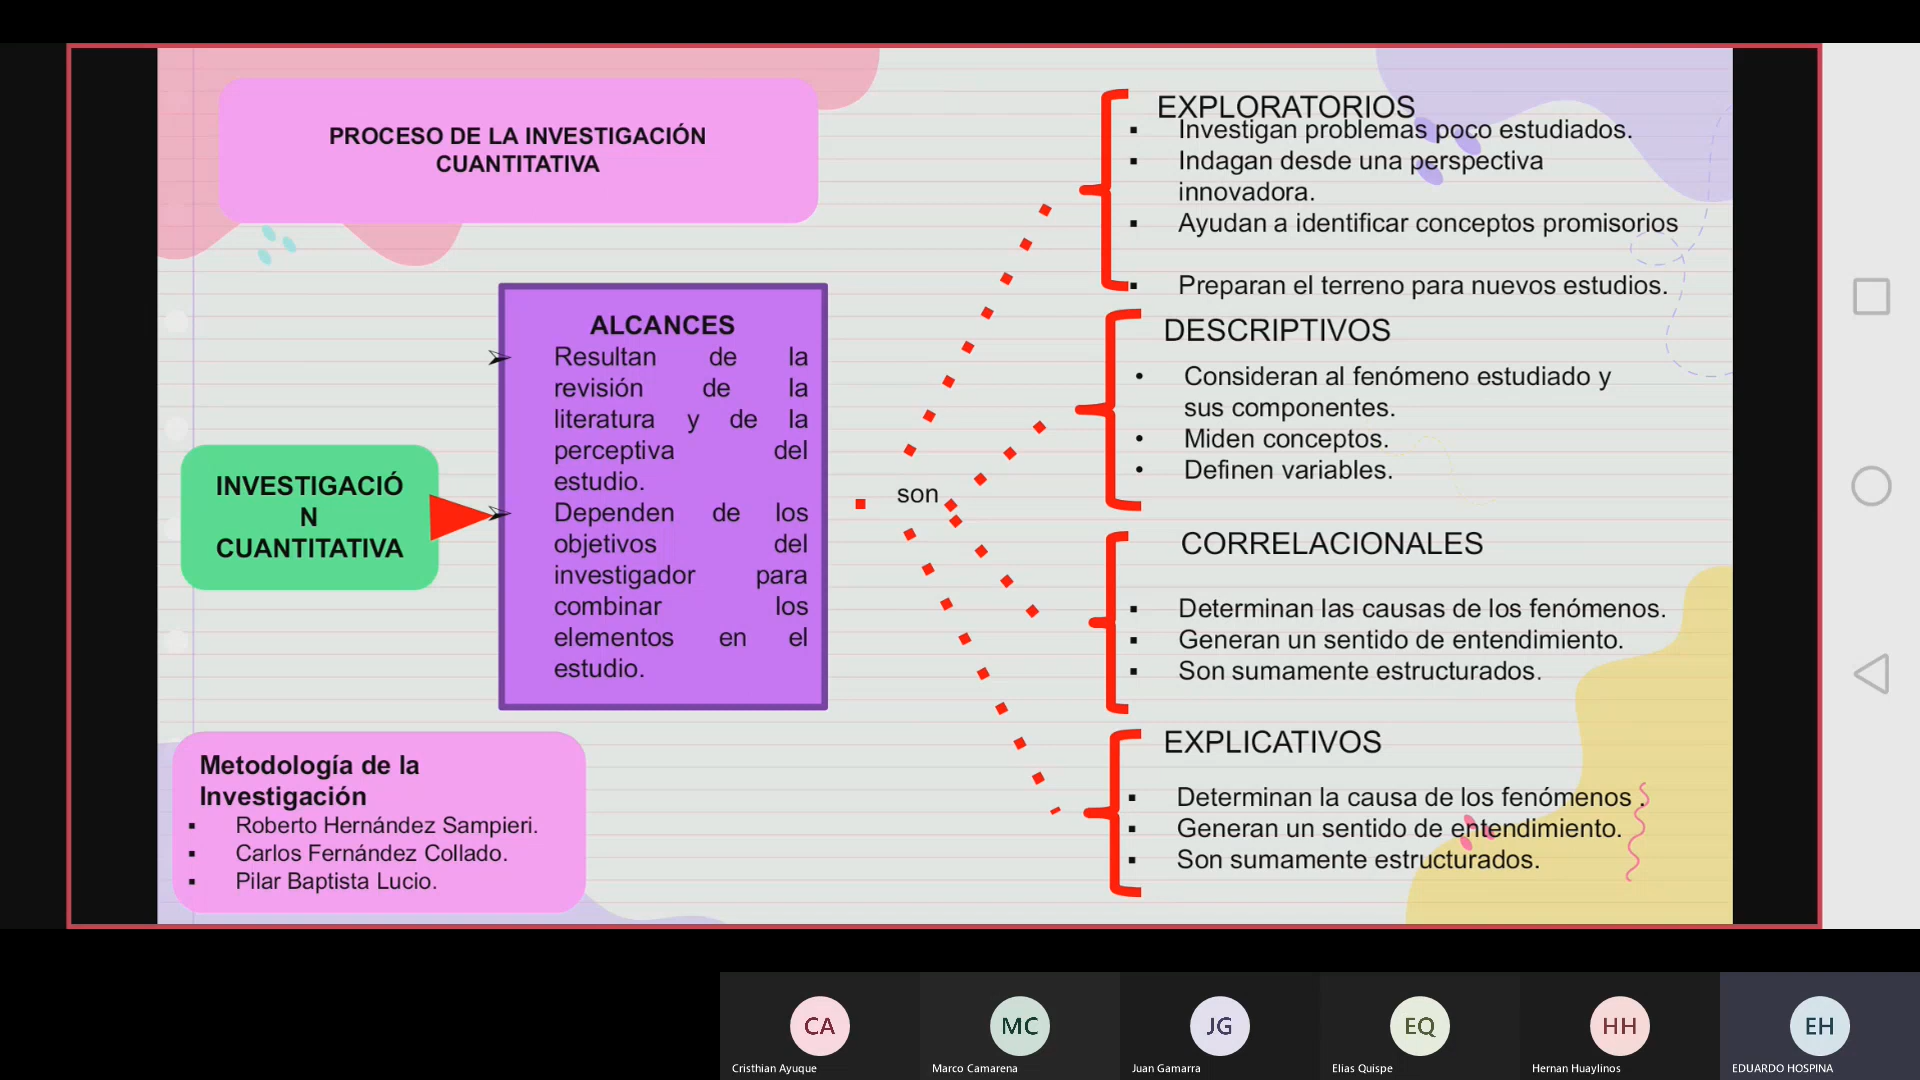 PROCESO DE LA INVESTIGACIÓN
CUANTITATIVA
INVESTIGACIÓ
N
CUANTITATIVA
ALCANCES
➢ Resultan de la
revisión de la
literatura y de la
perceptiva del
estudio.
➢ Dependen de los
objetivos del
investigador para
combinar los
elementos en el
estudio.
son
EXPLORATORIOS
▪ Investigan problemas poco estudiados.
▪ Indagan desde una perspectiva
innovadora.
▪ Ayudan a identificar conceptos promisorios
▪ Preparan el terreno para nuevos estudios.
DESCRIPTIVOS
• Consideran al fenómeno estudiado y
sus componentes.
• Miden conceptos.
• Definen variables.
CORRELACIONALES
▪ Determinan las causas de los fenómenos.
▪ Generan un sentido de entendimiento.
▪ Son sumamente estructurados.
EXPLICATIVOS
▪ Determinan la causa de los fenómenos .
▪ Generan un sentido de entendimiento.
▪ Son sumamente estructurados.
Metodología de la
Investigación
▪ Roberto Hernández Sampieri.
▪ Carlos Fernández Collado.
▪ Pilar Baptista Lucio.
CA
MC
JG
EQ
HH
EH
Cristhian Ayuque
Marco Camarena
Juan Gamarra
Elias Quispe
Hernan Huaylinos
EDUARDO HOSPINA